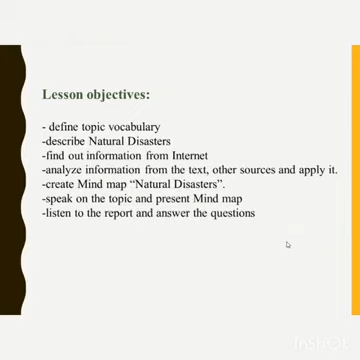 Lesson objectives:
- define topic vocabulary
-describe Natural Disasters
-find out information from Internet
-analyze information from the text, other sources and apply it.
-create Mind map “Natural Disasters”.
-speak on the topic and present Mind map
-listen to the report and answer the questions
InShOt